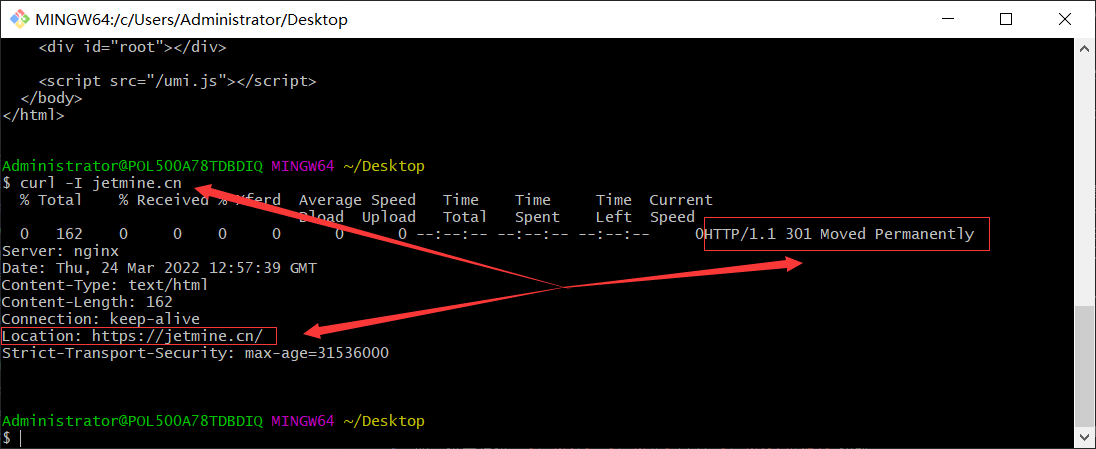 MINGW64:/c/Users/Administrator/Desktop
<div id="root"></div>
<script src="/umi.js"></script>
</body>
</html>
Administrator@POL500A78TDBDIQ MINGW64 ~/Desktop
$ curl -I jetmine.cn
% Total % Received % Xferd Average Speed Time Time Time Current
Dload Upload Total Spent Left Speed
0 162 0 0 0 0 0 0 --:--:-- --:--:-- --:--:-- 0HTTP/1.1 301 Moved Permanently
Server: nginx
Date: Thu, 24 Mar 2022 12:57:39 GMT
Content-Type: text/html
Content-Length: 162
Connection: keep-alive
Location: https://jetmine.cn/
Strict-Transport-Security: max-age=31536000
Administrator@POL500A78TDBDIQ MINGW64 ~/Desktop
$